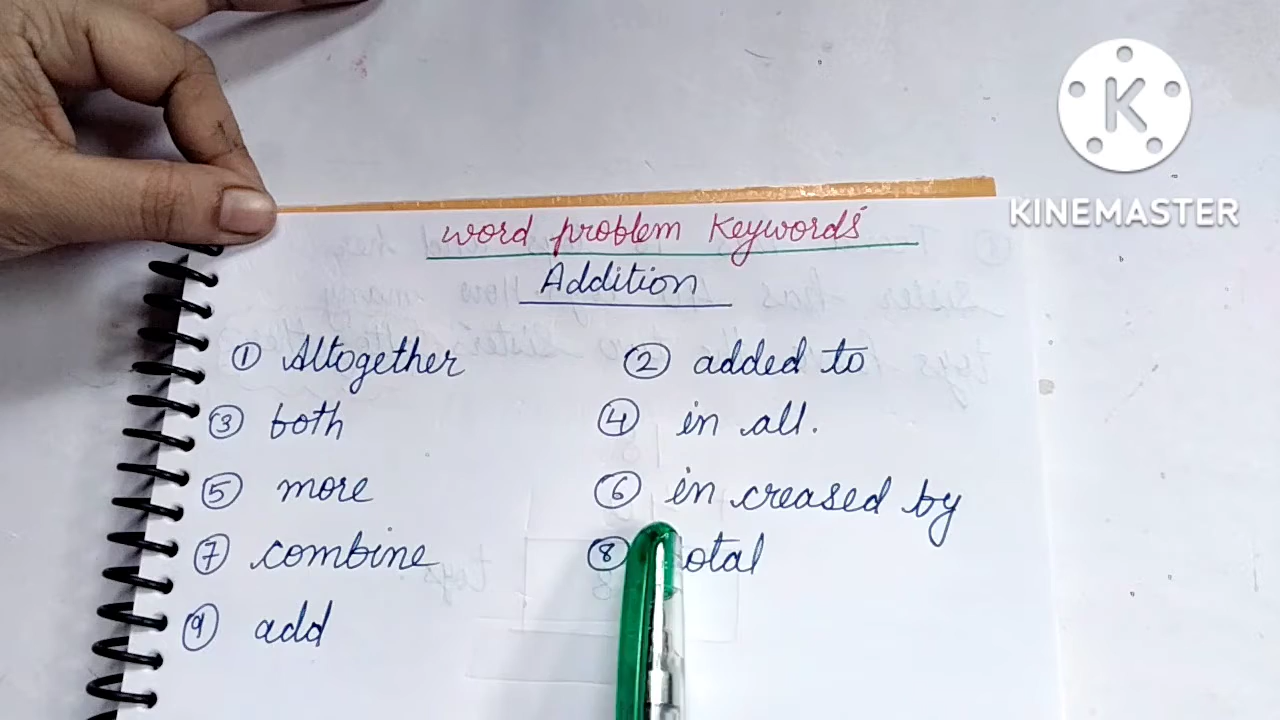 word problem Keywords
Addition
① Altogether ② added to
③ both ④ in all.
⑤ more ⑥ in creased by
⑦ combine ⑧ total
⑨ add
K
KINEMASTER